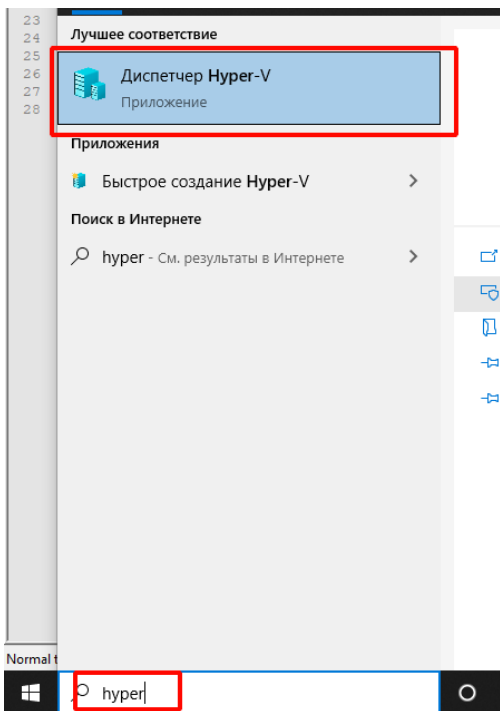 23
24
25
26
27
28
Лучшее соответствие
Диспетчер Hyper-V
Приложение
Приложения
Быстрое создание Hyper-V
Поиск в Интернете
hyper - См. результаты в Интернете
Normal t
hyper